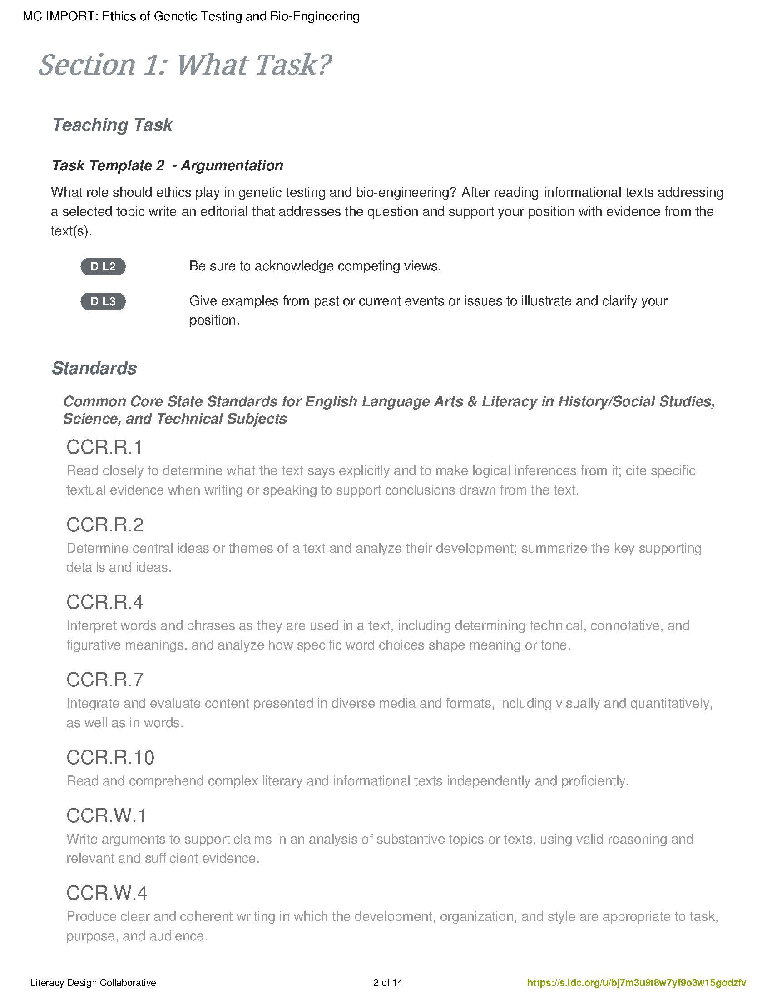 MC IMPORT: Ethics of Genetic Testing and Bio-Engineering
Section 1: What Task?
Teaching Task
Task Template 2 - Argumentation
What role should ethics play in genetic testing and bio-engineering? After reading informational texts addressing
a selected topic write an editorial that addresses the question and support your position with evidence from the
text(s).
D L2 Be sure to acknowledge competing views.
D L3 Give examples from past or current events or issues to illustrate and clarify your
position.
Standards
Common Core State Standards for English Language Arts & Literacy in History/Social Studies,
Science, and Technical Subjects
CCR.R.1
Read closely to determine what the text says explicitly and to make logical inferences from it; cite specific
textual evidence when writing or speaking to support conclusions drawn from the text.
CCR.R.2
Determine central ideas or themes of a text and analyze their development; summarize the key supporting
details and ideas.
CCR.R.4
Interpret words and phrases as they are used in a text, including determining technical, connotative, and
figurative meanings, and analyze how specific word choices shape meaning or tone.
CCR.R.7
Integrate and evaluate content presented in diverse media and formats, including visually and quantitatively,
as well as in words.
CCR.R.10
Read and comprehend complex literary and informational texts independently and proficiently.
CCR.W.1
Write arguments to support claims in an analysis of substantive topics or texts, using valid reasoning and
relevant and sufficient evidence.
CCR.W.4
Produce clear and coherent writing in which the development, organization, and style are appropriate to task,
purpose, and audience.
Literacy Design Collaborative 2 of 14 https://s.ldc.org/u/bj7m3u9t8w7yf9o3w15godzfv